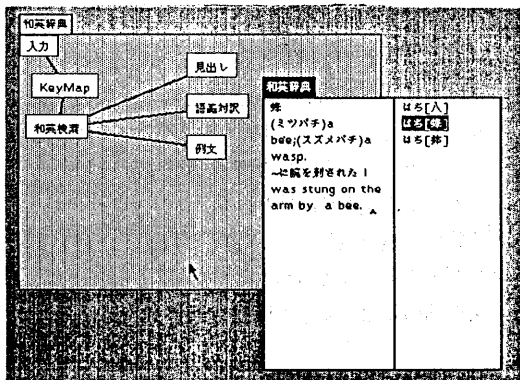 和英辞典
入力
KeyMap
和英検索
見出し
語義対訳
例文
和英辞典
蜂
(ミツバチ)a
bee;(スズメバチ)a
wasp.
~に腕を刺された I
was stung on the
arm by a bee.
はち[八]
はち[蜂]
はち[鉢]